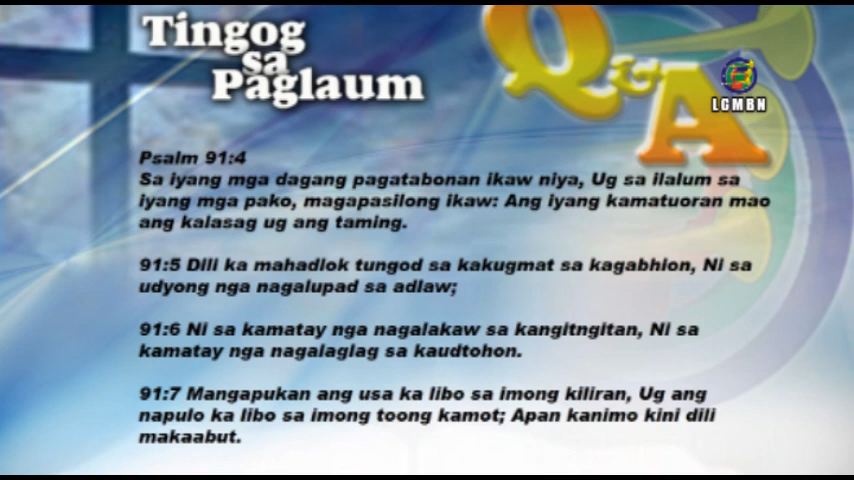 Tingog
sa
Paglaum
Q&A
LGMBN
Psalm 91:4
Sa iyang mga dagang pagatabonan ikaw niya, Ug sa ilalum sa
iyang mga pako, magapasilong ikaw: Ang iyang kamatuoran mao
ang kalasag ug ang taming.
91:5 Dili ka mahadlok tungod sa kakugmat sa kagabhion, Ni sa
udyong nga nagalupad sa adlaw;
91:6 Ni sa kamatay nga nagalakaw sa kangitngitan, Ni sa
kamatay nga nagalaglag sa kaudtohon.
91:7 Mangapukan ang usa ka libo sa imong kiliran, Ug ang
napulo ka libo sa imong toong kamot; Apan kanimo kini dili
makaabut.